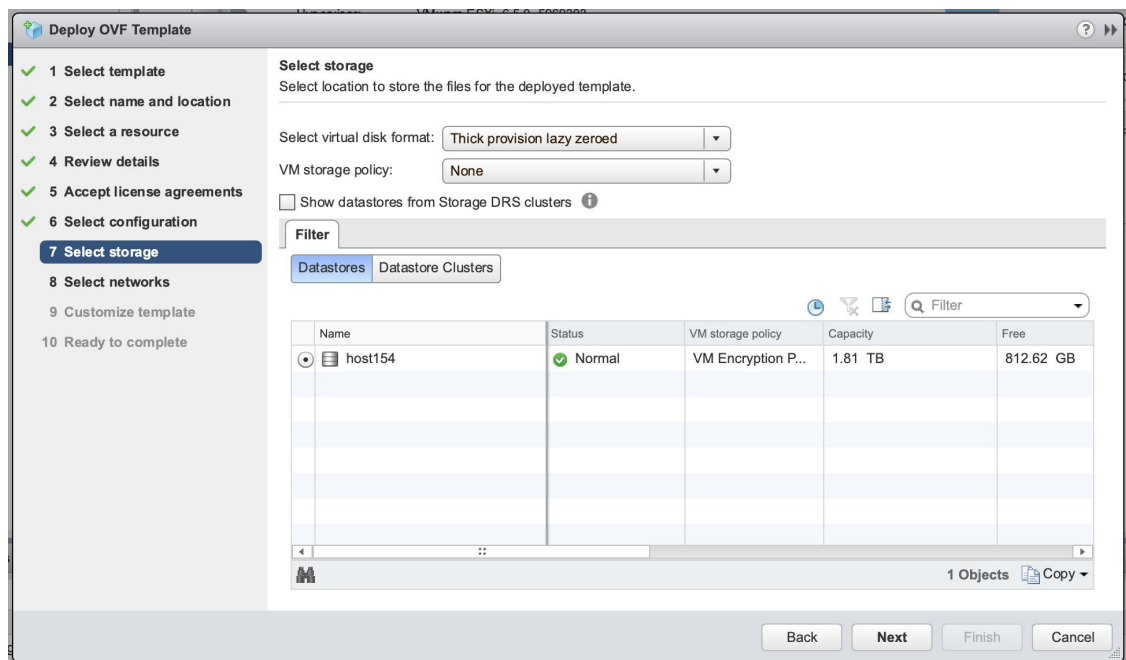 Deploy OVF Template
1 Select template
2 Select name and location
3 Select a resource
4 Review details
5 Accept license agreements
6 Select configuration
7 Select storage
8 Select networks
9 Customize template
10 Ready to complete
Select storage
Select location to store the files for the deployed template.
Select virtual disk format: Thick provision lazy zeroed
VM storage policy: None
Show datastores from Storage DRS clusters
Filter
Datastores Datastore Clusters
Filter
Name Status VM storage policy Capacity Free
host154 Normal VM Encryption P... 1.81 TB 812.62 GB
1 Objects Copy
Back Next Finish Cancel